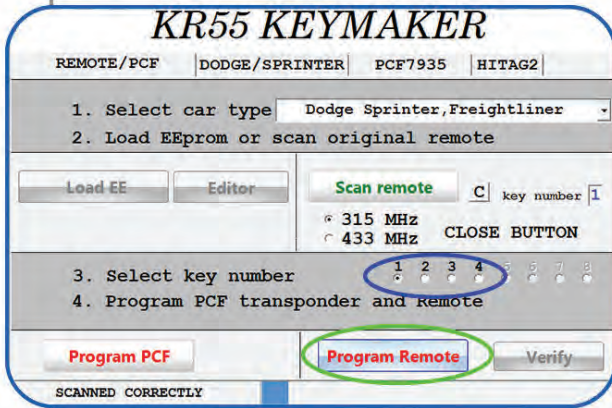 KR55 KEYMAKER
REMOTE/PCF DODGE/SPRINTER PCF7935 HITAG2
1. Select car type Dodge Sprinter,Freightliner
2. Load EEprom or scan original remote
Load EE Editor Scan remote C key number 1
315 MHz
433 MHz CLOSE BUTTON
3. Select key number 1 2 3 4 5 6 7 8
4. Program PCF transponder and Remote
Program PCF Program Remote Verify
SCANNED CORRECTLY